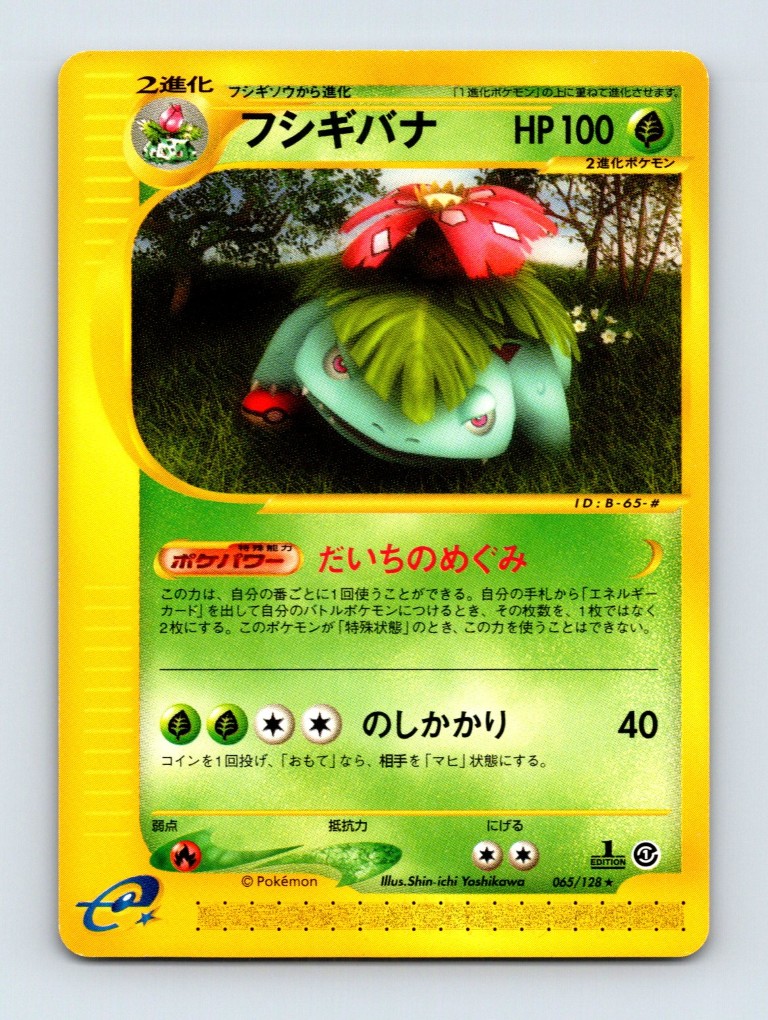 2進化 フシギソウから進化 「1進化ポケモン」の上に重ねて進化させます。
フシギバナ HP 100
2進化ポケモン
ID:B-65-#
特殊能力
ポケパワー だいちのめぐみ
この力は、自分の番ごとに1回使うことができる。自分の手札から「エネルギー
カード」を出して自分のバトルポケモンにつけるとき、その枚数を、1枚ではなく
2枚にする。このポケモンが「特殊状態」のとき、この力を使うことはできない。
のしかかり 40
コインを1回投げ、「おもて」なら、相手を「マヒ」状態にする。
弱点 抵抗力 にげる
1
EDITION
© Pokémon Illus.Shin-ichi Yoshikawa 065/128★
e